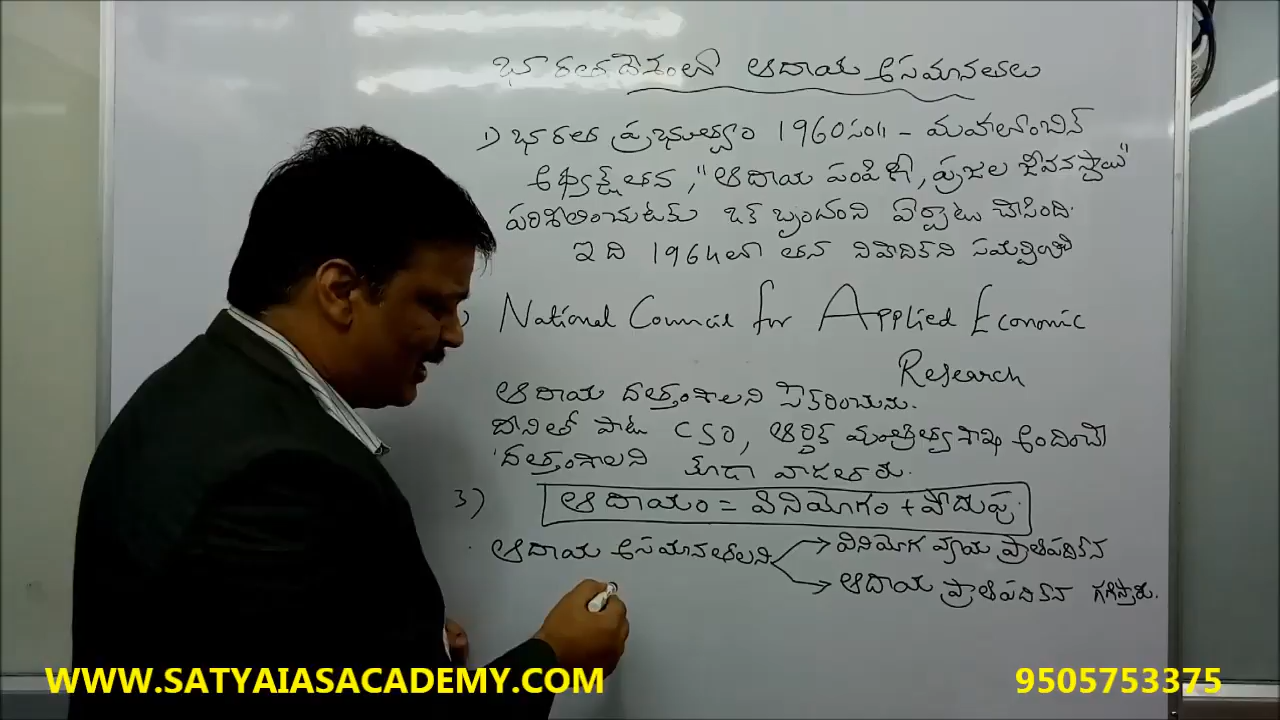 భారతదేశంలో ఆదాయ అసమానతలు
1) భారత ప్రభుత్వం 1960సం॥ - మహలనోబిస్
అధ్యక్షతన, "ఆదాయ పంపిణీ, ప్రజల జీవనస్థాయి"
పరిశీలించుటకు ఒక బృందంని ఏర్పాటు చేసింది.
ఇది 1964లో తన నివేదికని సమర్పించి
National Council for Applied Economic
Research
ఆదాయ దత్తాంశాలని సేకరించును.
దానితో పాటు CSO, ఆర్థిక మంత్రిత్వశాఖ అందించే
దత్తాంశాలని కూడా వాడతారు.
3) ఆదాయం = వినియోగం + పొదుపు
ఆదాయ అసమానతలని → వినియోగ వ్యయ ప్రాతిపదికన
→ ఆదాయ ప్రాతిపదికన గణిస్తారు.
WWW.SATYAIASACADEMY.COM
9505753375